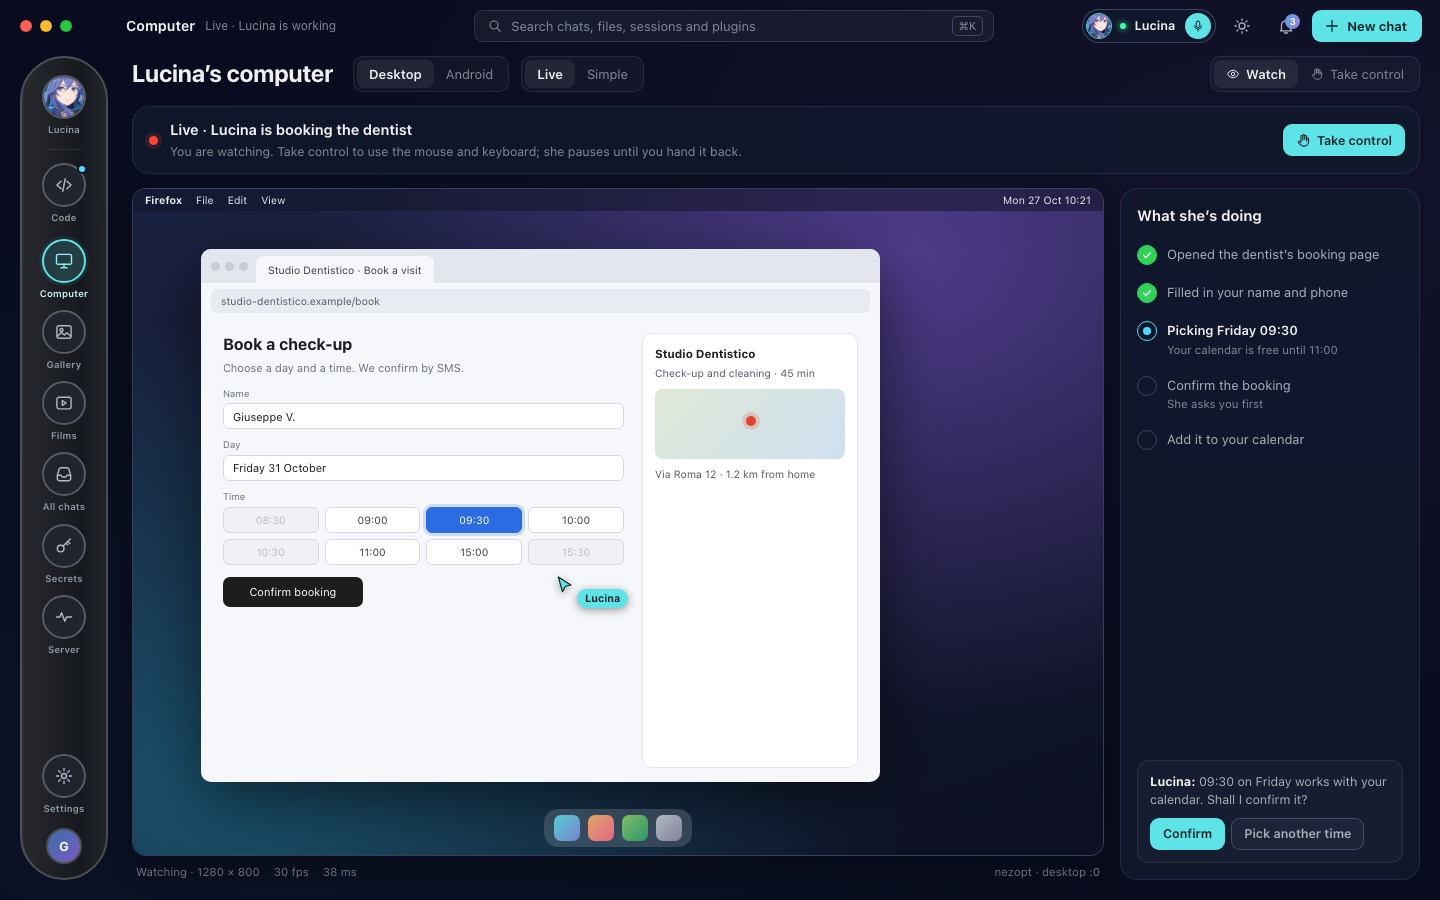 Computer Live · Lucina is working
Search chats, files, sessions and plugins
⌘K
Lucina
3
New chat
Lucina's computer
Desktop Android
Live Simple
Watch Take control
Live · Lucina is booking the dentist
You are watching. Take control to use the mouse and keyboard; she pauses until you hand it back.
Take control
Lucina
Code
Computer
Gallery
Films
All chats
Secrets
Server
Settings
G
Firefox File Edit View
Mon 27 Oct 10:21
Studio Dentistico · Book a visit
studio-dentistico.example/book
Book a check-up
Choose a day and a time. We confirm by SMS.
Name
Giuseppe V.
Day
Friday 31 October
Time
08:30 09:00 09:30 10:00
10:30 11:00 15:00 15:30
Confirm booking
Lucina
Studio Dentistico
Check-up and cleaning · 45 min
Via Roma 12 · 1.2 km from home
Watching · 1280 × 800 30 fps 38 ms
nezopt · desktop :0
What she's doing
Opened the dentist's booking page
Filled in your name and phone
Picking Friday 09:30
Your calendar is free until 11:00
Confirm the booking
She asks you first
Add it to your calendar
Lucina: 09:30 on Friday works with your
calendar. Shall I confirm it?
Confirm Pick another time